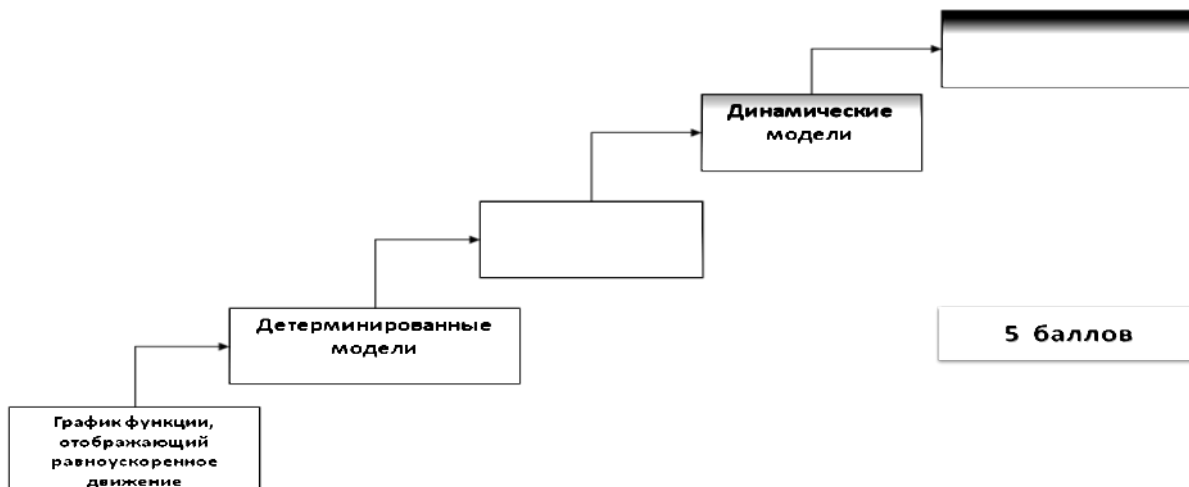 Динамические
модели
Детерминированные
модели
5 баллов
График функции,
отображающий
равноускоренное
движение